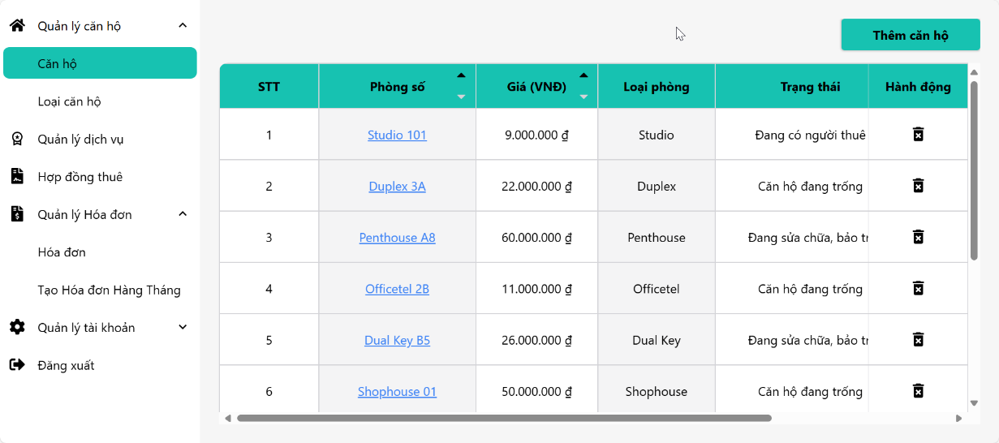 Quản lý căn hộ
Căn hộ
Loại căn hộ
Quản lý dịch vụ
Hợp đồng thuê
Quản lý Hóa đơn
Hóa đơn
Tạo Hóa đơn Hàng Tháng
Quản lý tài khoản
Đăng xuất
Thêm căn hộ
STT Phòng số Giá (VNĐ) Loại phòng Trạng thái Hành động
1 Studio 101 9.000.000 ₫ Studio Đang có người thuê
2 Duplex 3A 22.000.000 ₫ Duplex Căn hộ đang trống
3 Penthouse A8 60.000.000 ₫ Penthouse Đang sửa chữa, bảo
4 Officetel 2B 11.000.000 ₫ Officetel Căn hộ đang trống
5 Dual Key B5 26.000.000 ₫ Dual Key Đang sửa chữa, bảo
6 Shophouse 01 50.000.000 ₫ Shophouse Căn hộ đang trống